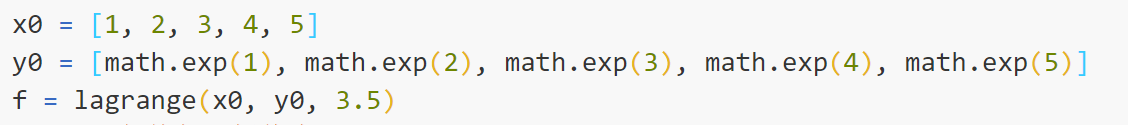 x0 = [1, 2, 3, 4, 5]
y0 = [math.exp(1), math.exp(2), math.exp(3), math.exp(4), math.exp(5)]
f = lagrange(x0, y0, 3.5)